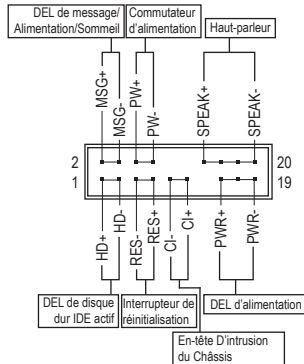 DEL de message/
Alimentation/Sommeil
Commutateur
d'alimentation
Haut-parleur
MSG+
MSG-
PW+
PW-
SPEAK+
SPEAK-
2
20
1
19
HD+
HD-
RES-
RES+
CI-
CI+
PWR+
PWR-
DEL de disque
dur IDE actif
Interrupteur de
réinitialisation
DEL d'alimentation
En-tête D'intrusion
du Châssis